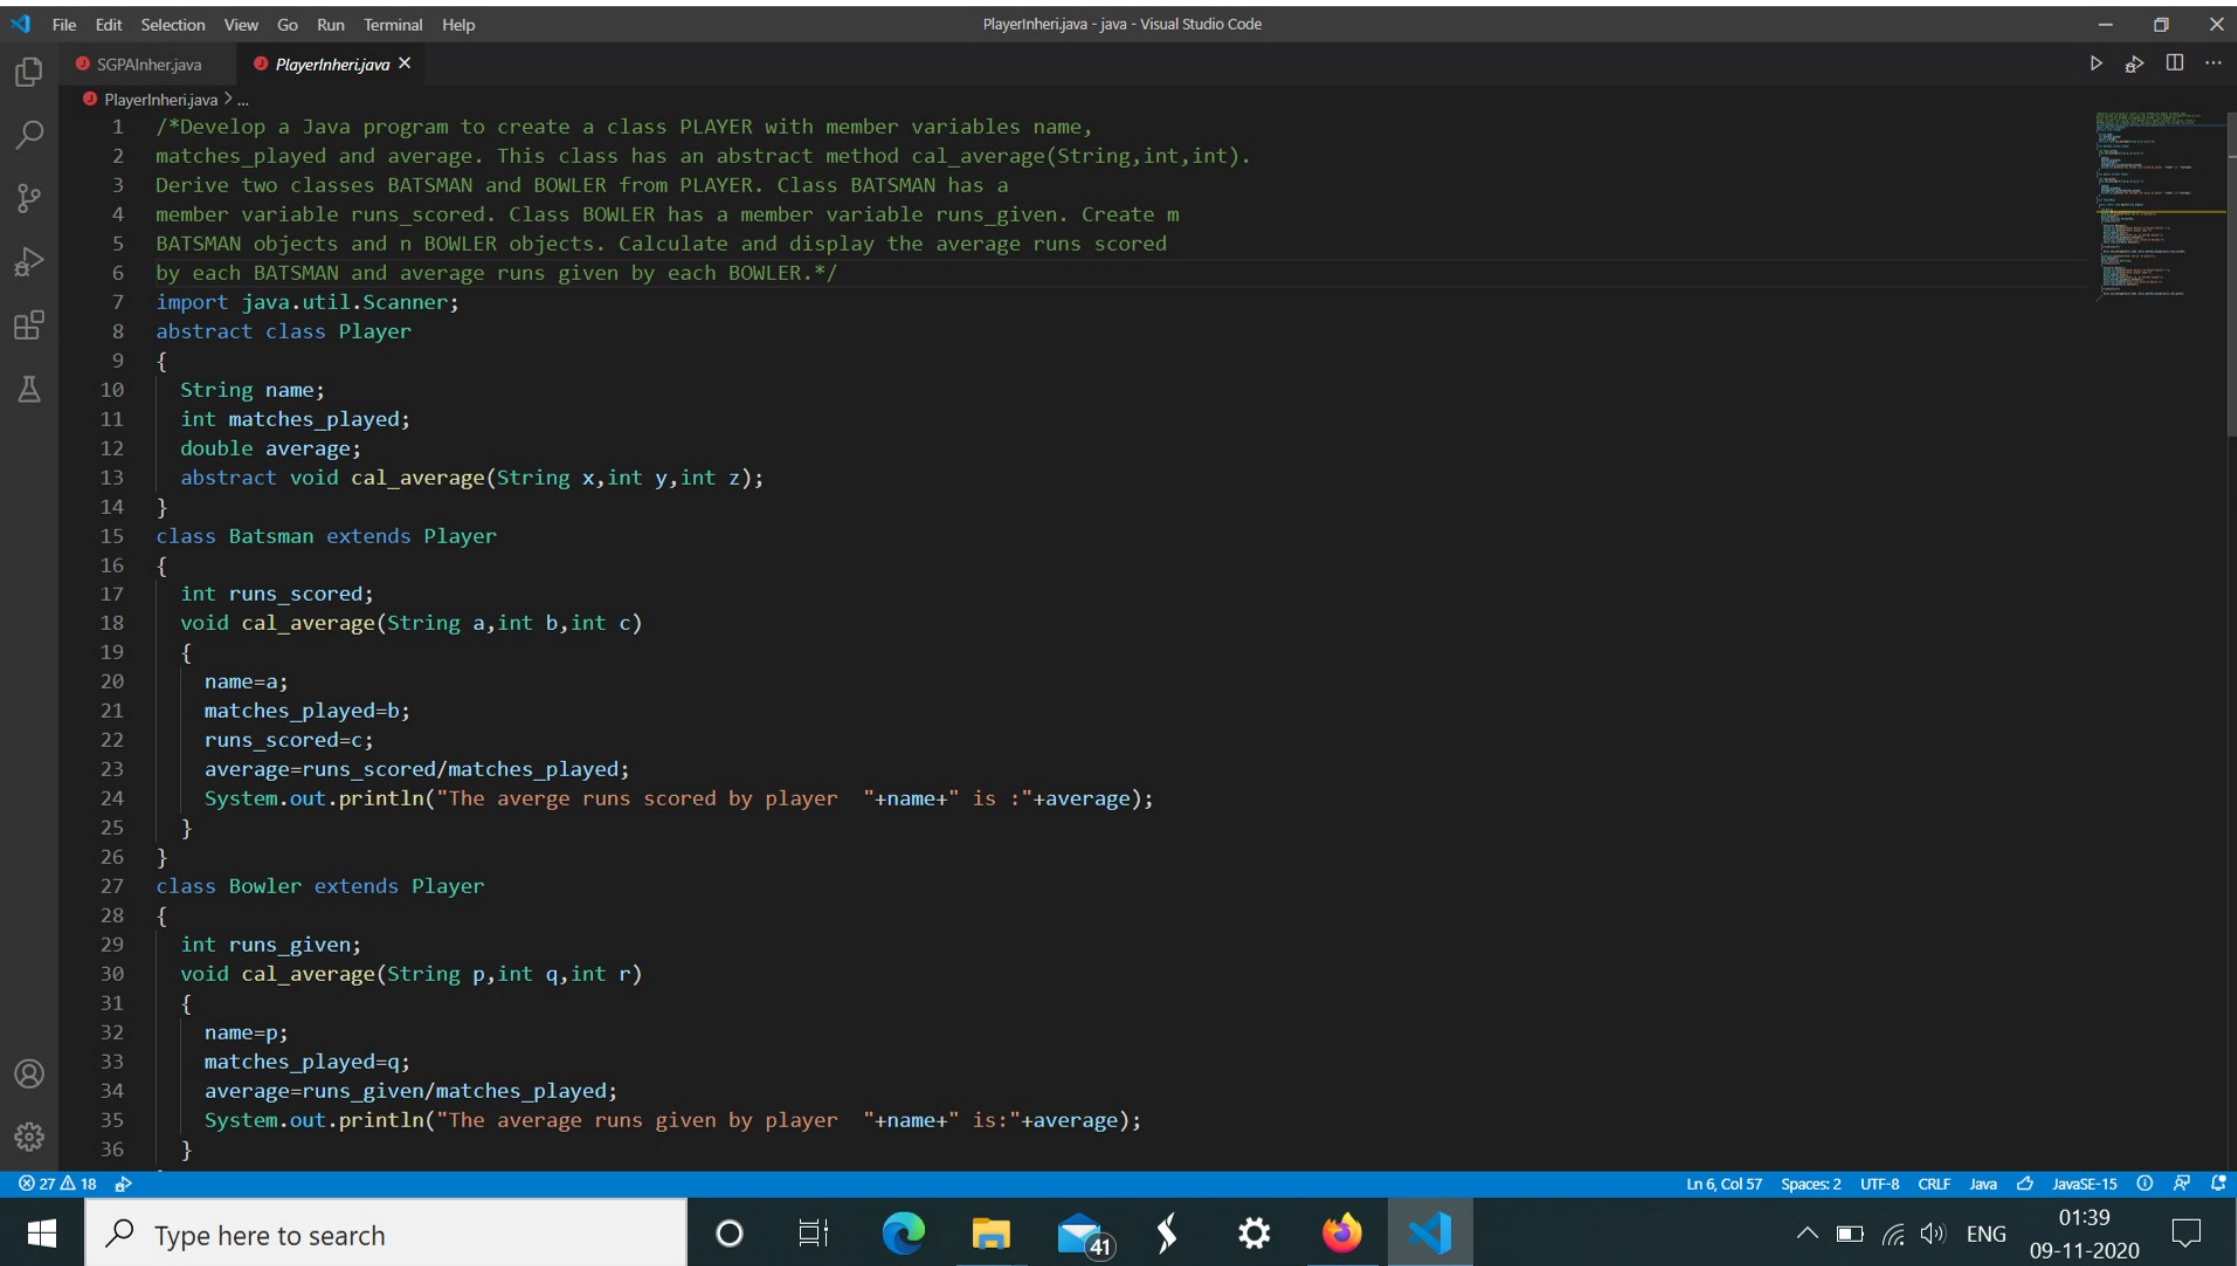 File Edit Selection View Go Run Terminal Help PlayerInheri.java - java - Visual Studio Code
SGPAInher.java PlayerInheri.java
PlayerInheri.java > ...
1 /*Develop a Java program to create a class PLAYER with member variables name,
2 matches_played and average. This class has an abstract method cal_average(String,int,int).
3 Derive two classes BATSMAN and BOWLER from PLAYER. Class BATSMAN has a
4 member variable runs_scored. Class BOWLER has a member variable runs_given. Create m
5 BATSMAN objects and n BOWLER objects. Calculate and display the average runs scored
6 by each BATSMAN and average runs given by each BOWLER.*/
7 import java.util.Scanner;
8 abstract class Player
9 {
10 String name;
11 int matches_played;
12 double average;
13 abstract void cal_average(String x,int y,int z);
14 }
15 class Batsman extends Player
16 {
17 int runs_scored;
18 void cal_average(String a,int b,int c)
19 {
20 name=a;
21 matches_played=b;
22 runs_scored=c;
23 average=runs_scored/matches_played;
24 System.out.println("The averge runs scored by player  "+name+" is :"+average);
25 }
26 }
27 class Bowler extends Player
28 {
29 int runs_given;
30 void cal_average(String p,int q,int r)
31 {
32 name=p;
33 matches_played=q;
34 average=runs_given/matches_played;
35 System.out.println("The average runs given by player  "+name+" is:"+average);
36 }
27 18 Ln 6, Col 57 Spaces: 2 UTF-8 CRLF Java JavaSE-15
Type here to search 41 ENG 01:39
09-11-2020